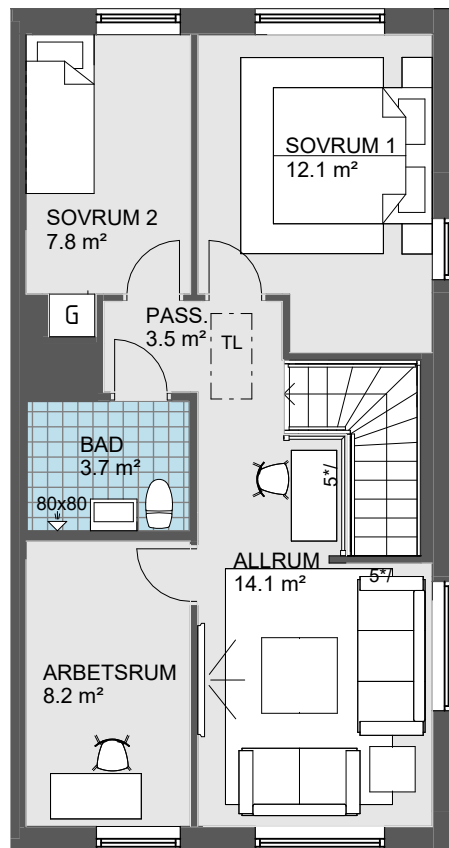 SOVRUM 1
12.1 m²
SOVRUM 2
7.8 m²
G
PASS.
3.5 m²
TL
BAD
3.7 m²
80x80
5*/
ALLRUM
14.1 m²
5*/
ARBETSRUM
8.2 m²